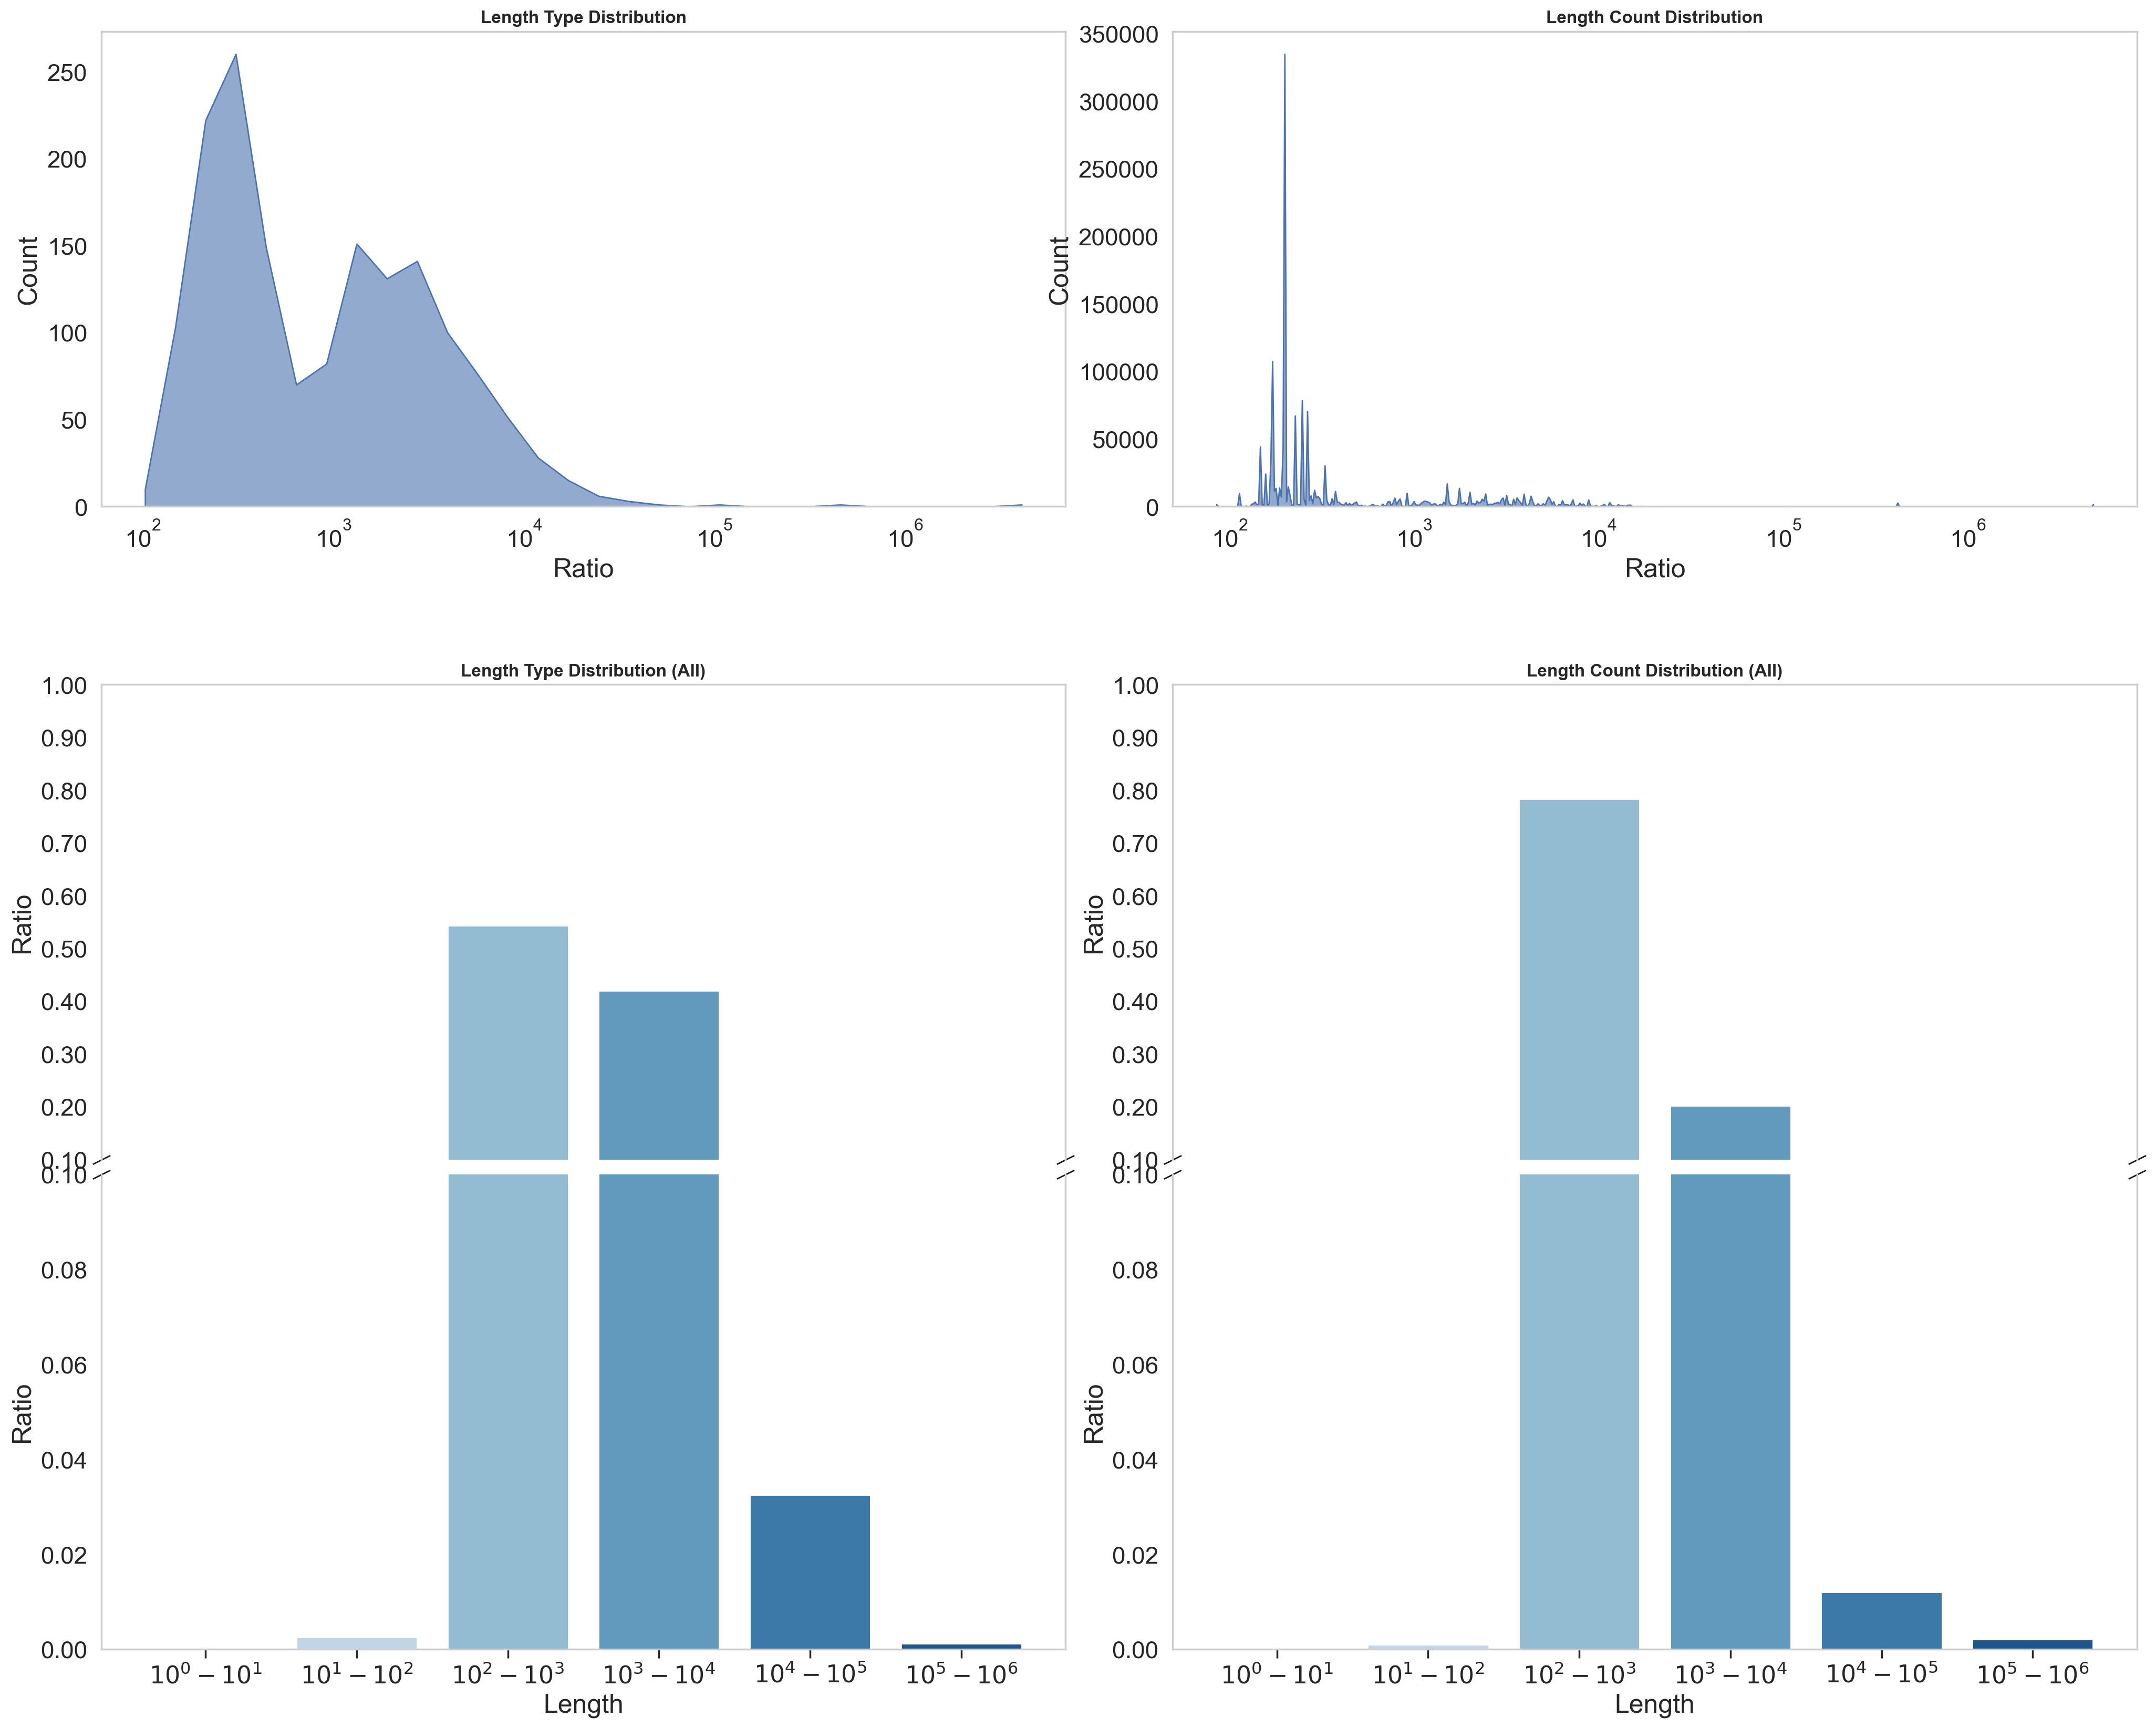 Length Type Distribution
250
200
150
100
50
0
Count
10^2 10^3 10^4 10^5 10^6
Ratio
Length Count Distribution
350000
300000
250000
200000
150000
100000
50000
0
Count
10^2 10^3 10^4 10^5 10^6
Ratio
Length Type Distribution (All)
1.00
0.90
0.80
0.70
0.60
0.50
0.40
0.30
0.20
0.10
Ratio
0.10
0.08
0.06
0.04
0.02
0.00
Ratio
10^0 − 10^1 10^1 − 10^2 10^2 − 10^3 10^3 − 10^4 10^4 − 10^5 10^5 − 10^6
Length
Length Count Distribution (All)
1.00
0.90
0.80
0.70
0.60
0.50
0.40
0.30
0.20
0.10
Ratio
0.10
0.08
0.06
0.04
0.02
0.00
Ratio
10^0 − 10^1 10^1 − 10^2 10^2 − 10^3 10^3 − 10^4 10^4 − 10^5 10^5 − 10^6
Length